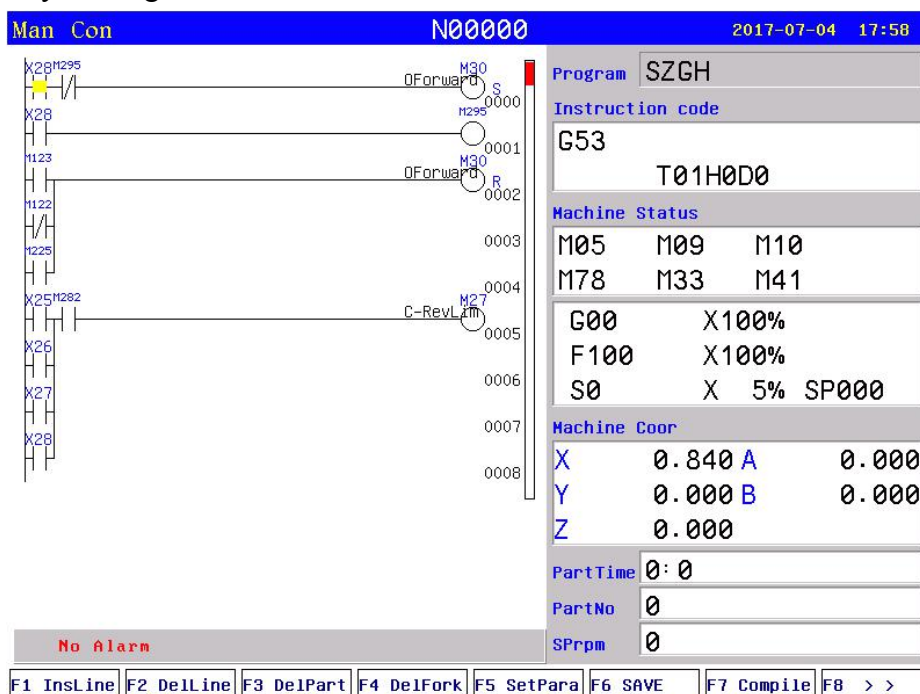 Man Con N00000 2017-07-04 17:58
X28 M295 OForward M30 S 0000
X28 M295 0001
M123 OForward M30 R 0002
M122 0003
M225 0004
X25 M282 C-RevLim M27 0005
X26 0006
X27 0007
X28 0008
No Alarm
Program SZGH
Instruction code
G53
T01H0D0
Machine Status
M05 M09 M10
M78 M33 M41
G00 X100%
F100 X100%
S0 X 5% SP000
Machine Coor
X 0.840 A 0.000
Y 0.000 B 0.000
Z 0.000
PartTime 0: 0
PartNo 0
SPrpm 0
F1 InsLine F2 DelLine F3 DelPart F4 DelFork F5 SetPara F6 SAVE F7 Compile F8 > >